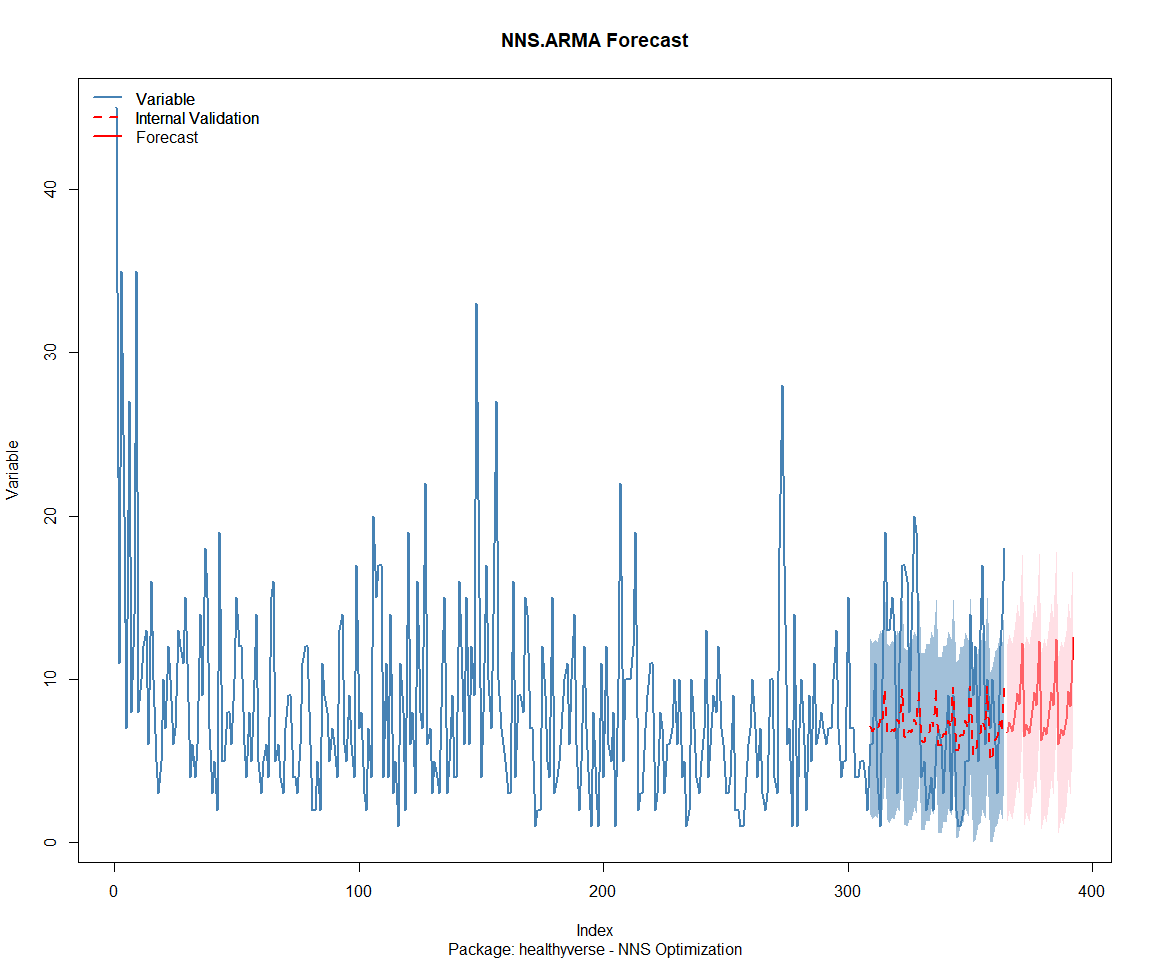 NNS.ARMA Forecast
Variable
Internal Validation
Forecast
Variable
40
30
20
10
0
0 100 200 300 400
Index
Package: healthyverse - NNS Optimization